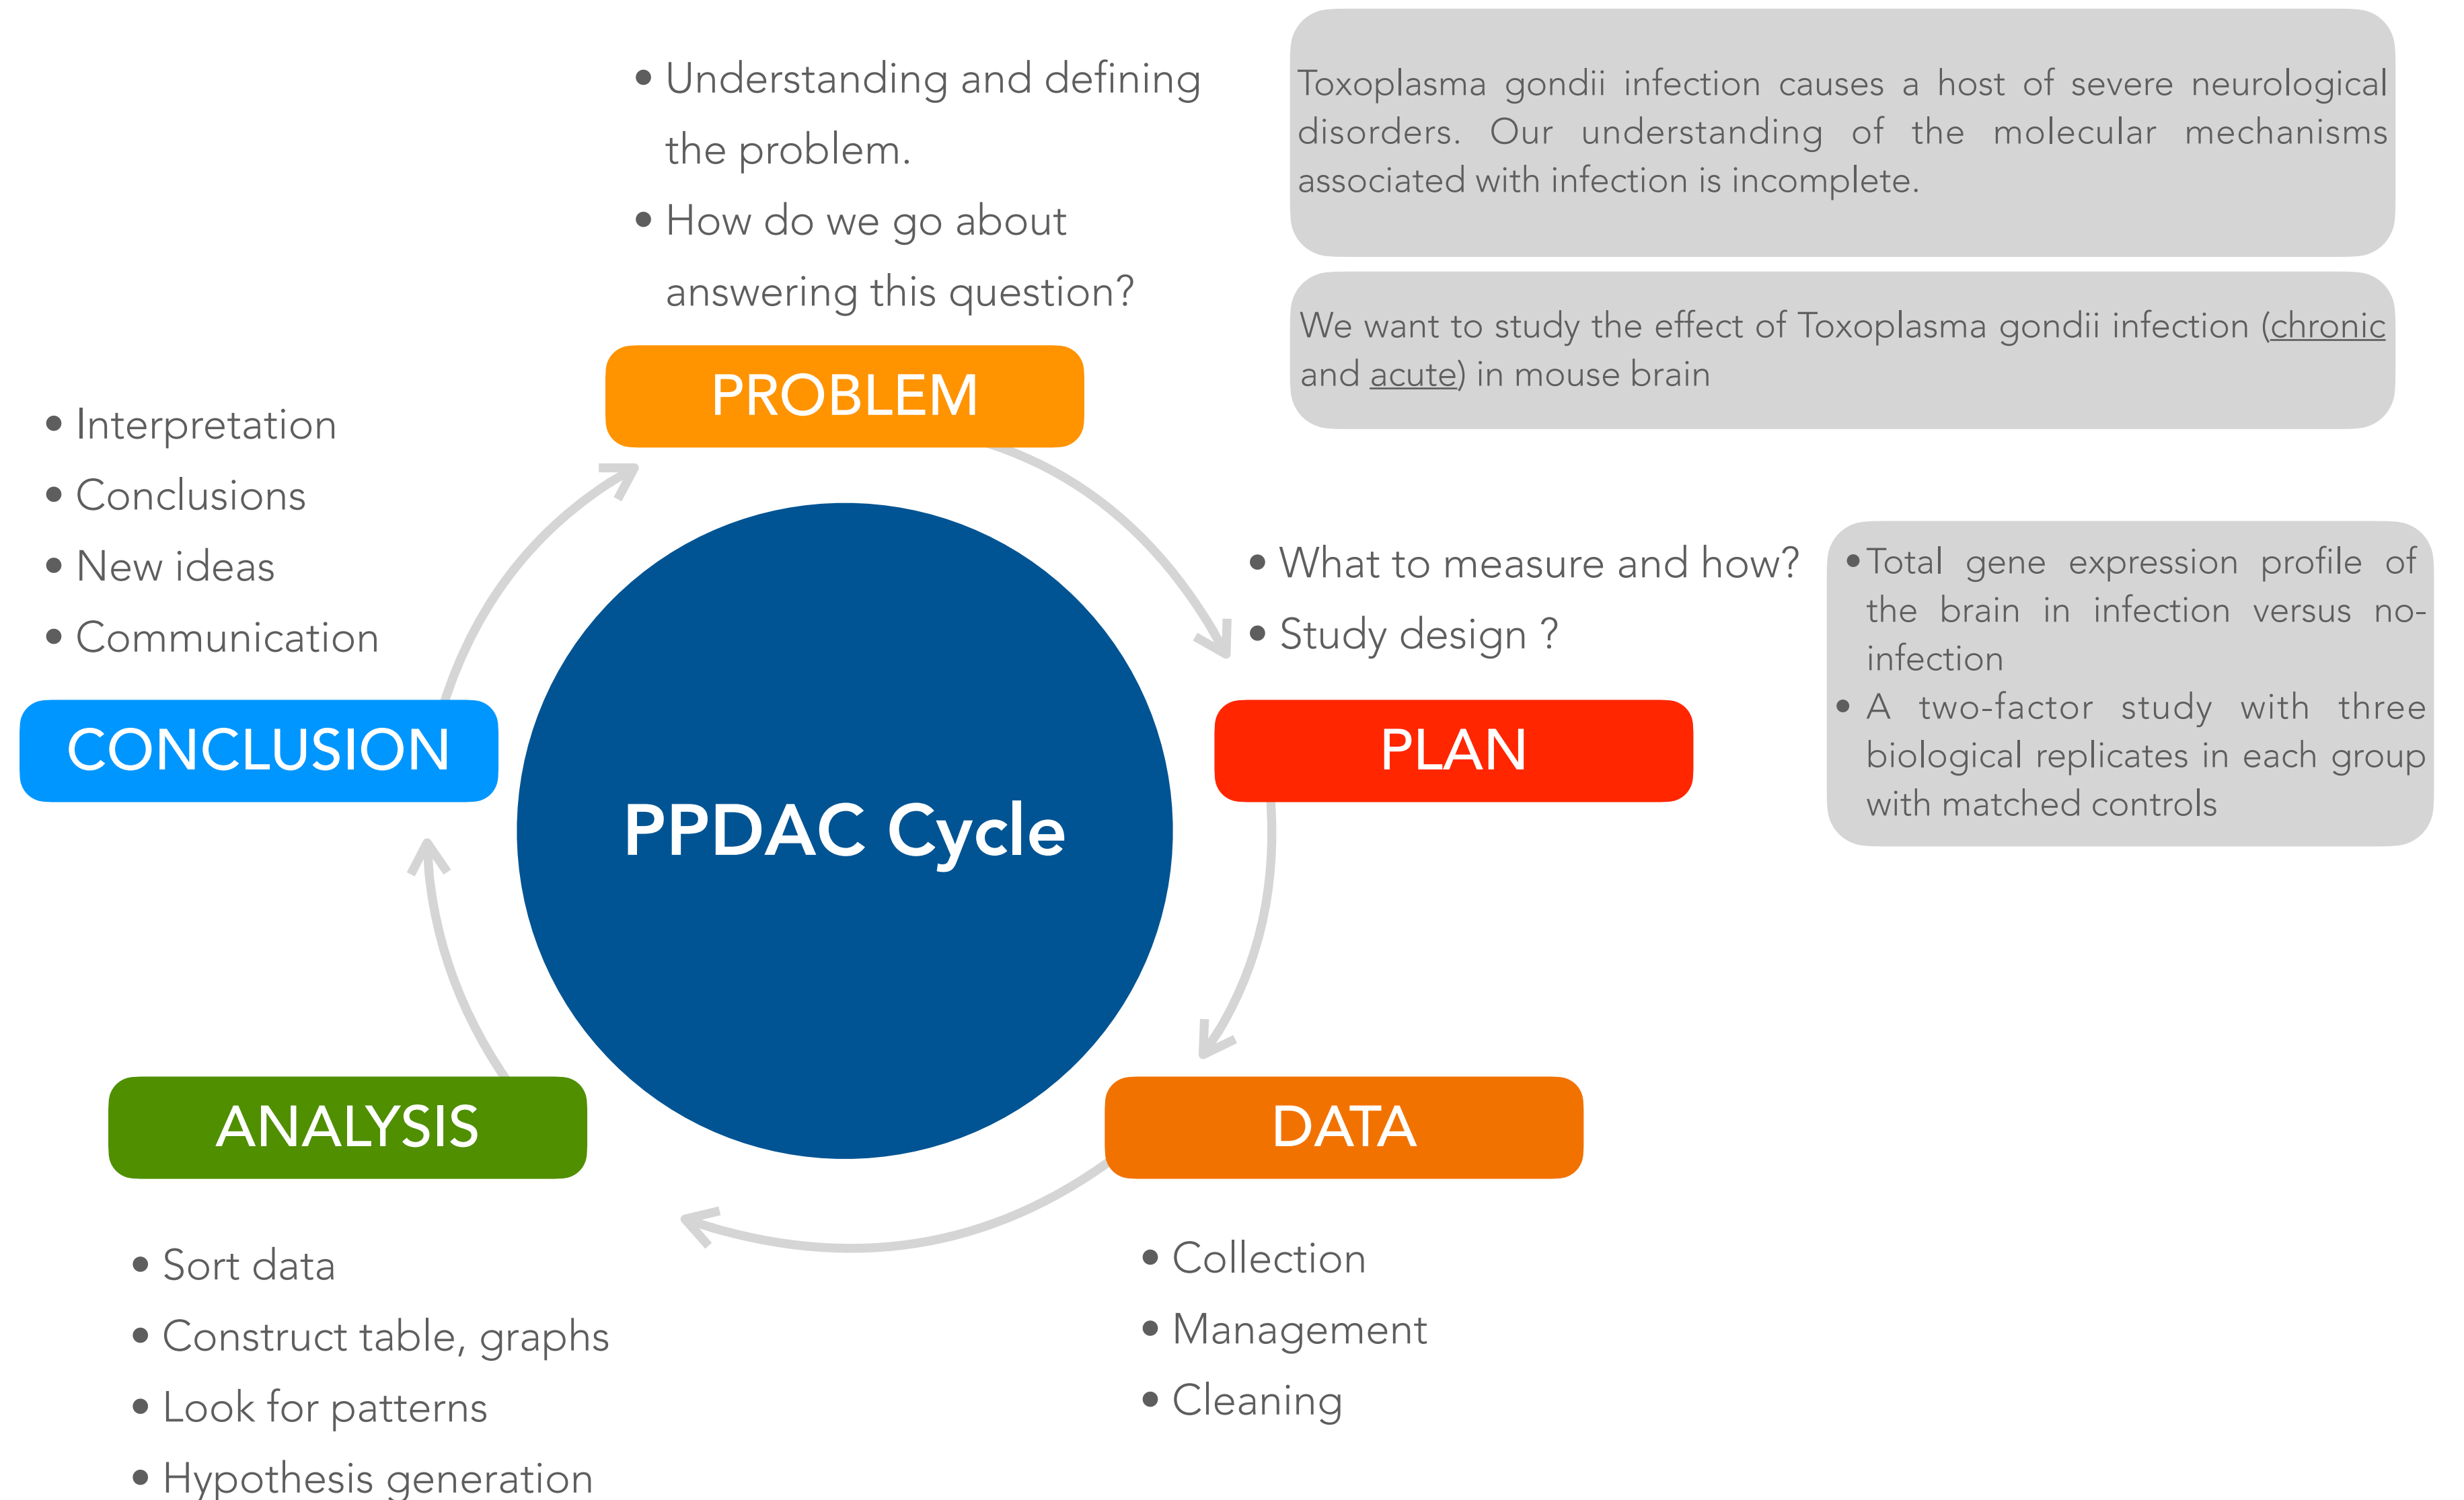 • Understanding and defining
the problem.
• How do we go about
answering this question?
Toxoplasma gondii infection causes a host of severe neurological
disorders. Our understanding of the molecular mechanisms
associated with infection is incomplete.
We want to study the effect of Toxoplasma gondii infection (chronic
and acute) in mouse brain
PROBLEM
• Interpretation
• Conclusions
• New ideas
• Communication
• What to measure and how?
• Study design ?
• Total gene expression profile of
the brain in infection versus no-
infection
• A two-factor study with three
biological replicates in each group
with matched controls
CONCLUSION
PLAN
PPDAC Cycle
ANALYSIS
DATA
• Sort data
• Construct table, graphs
• Look for patterns
• Hypothesis generation
• Collection
• Management
• Cleaning